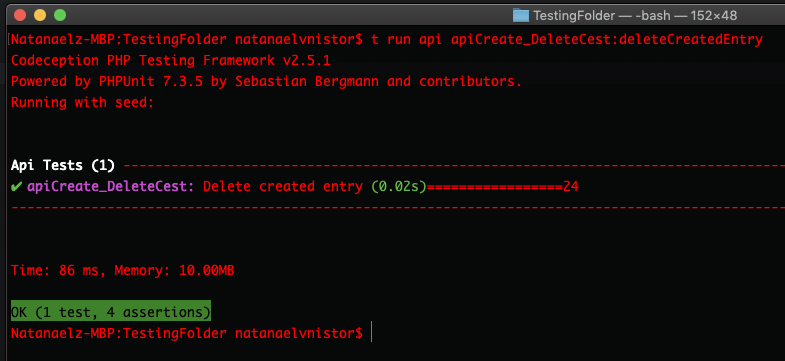 TestingFolder — -bash — 152×48
[Natanaelz-MBP:TestingFolder natanaelvnistor$ t run api apiCreate_DeleteCest:deleteCreatedEntry
Codeception PHP Testing Framework v2.5.1
Powered by PHPUnit 7.3.5 by Sebastian Bergmann and contributors.
Running with seed:
Api Tests (1) --------------------------------------------------------------------------------
✔ apiCreate_DeleteCest: Delete created entry (0.02s)=================24
----------------------------------------------------------------------------------------------
Time: 86 ms, Memory: 10.00MB
OK (1 test, 4 assertions)
Natanaelz-MBP:TestingFolder natanaelvnistor$